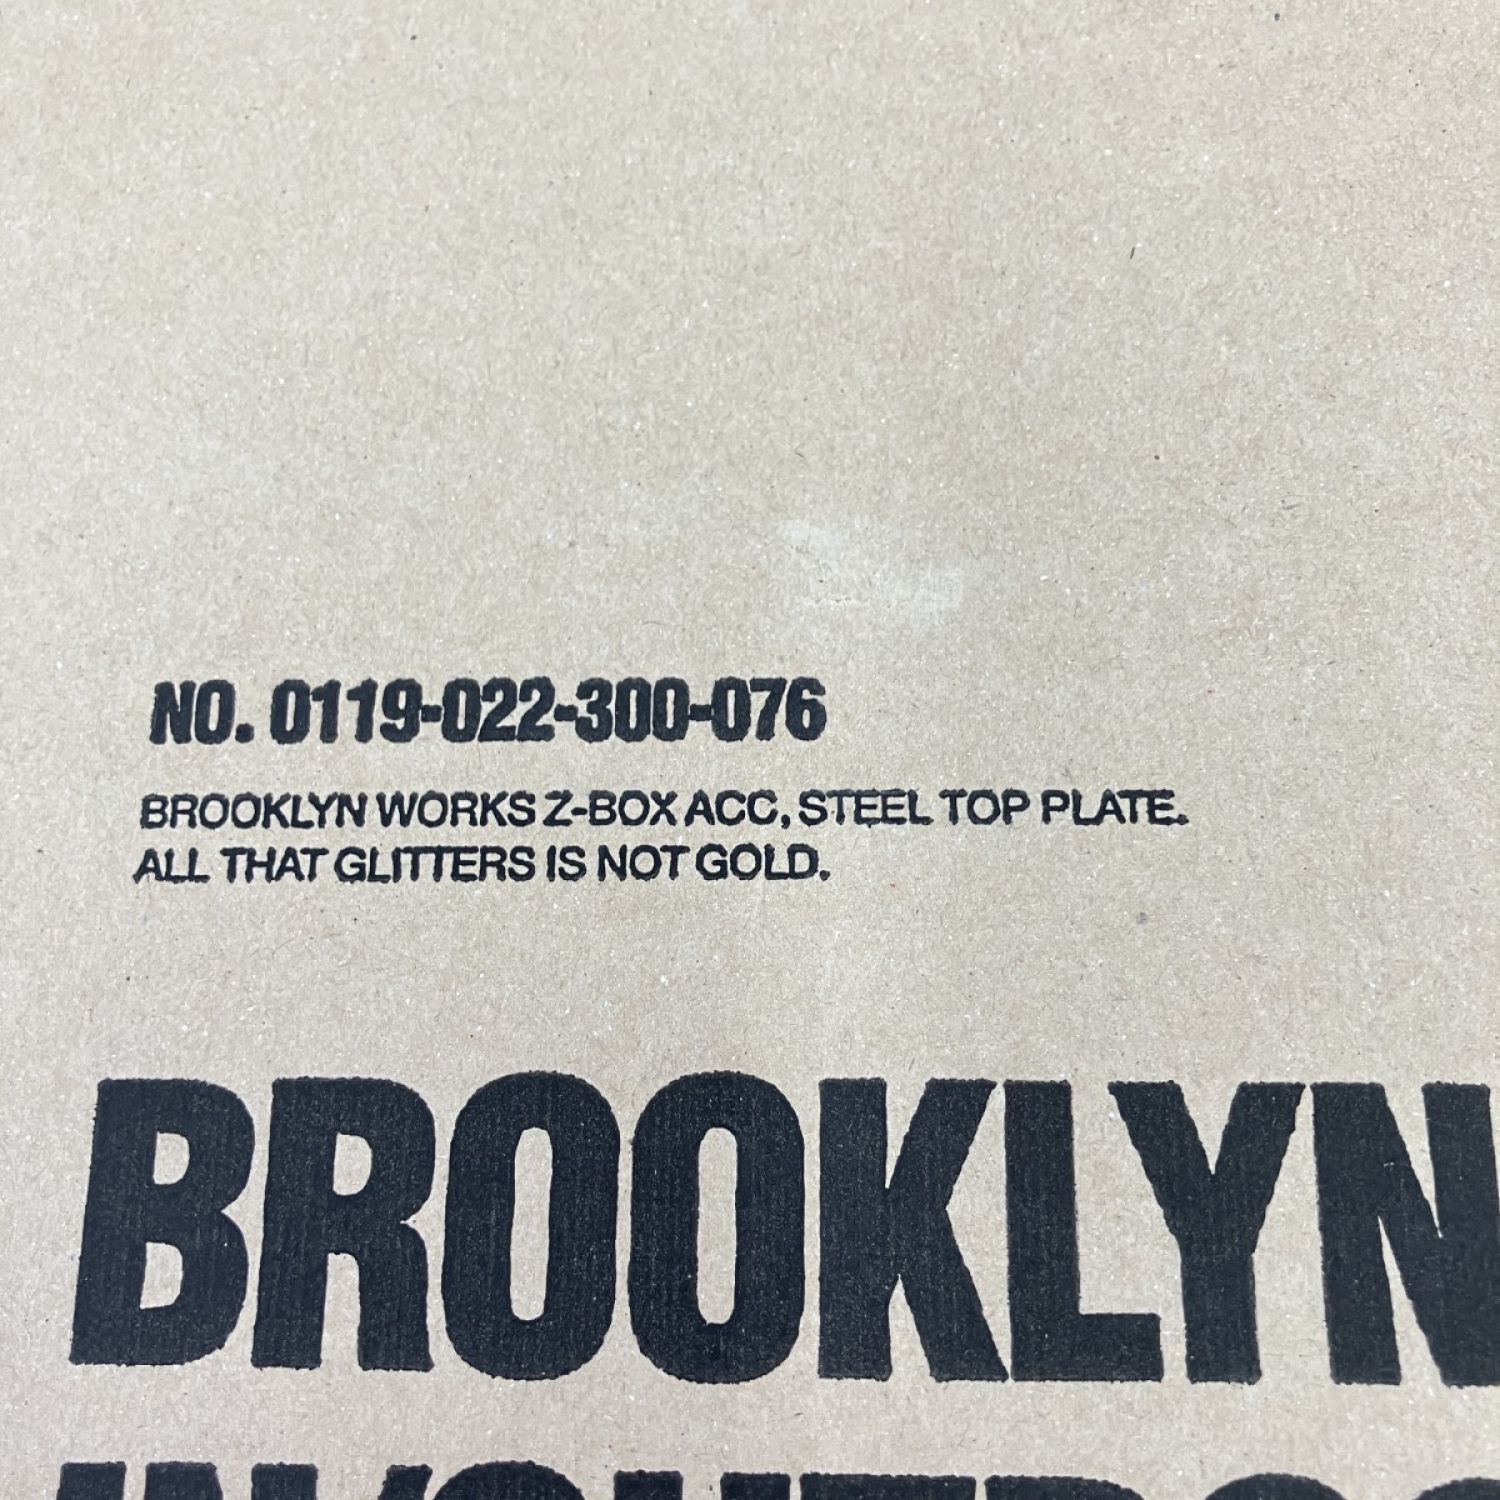 NO. 0119-022-300-076
BROOKLYN WORKS Z-BOX ACC, STEEL TOP PLATE.
ALL THAT GLITTERS IS NOT GOLD.
BROOKLYN